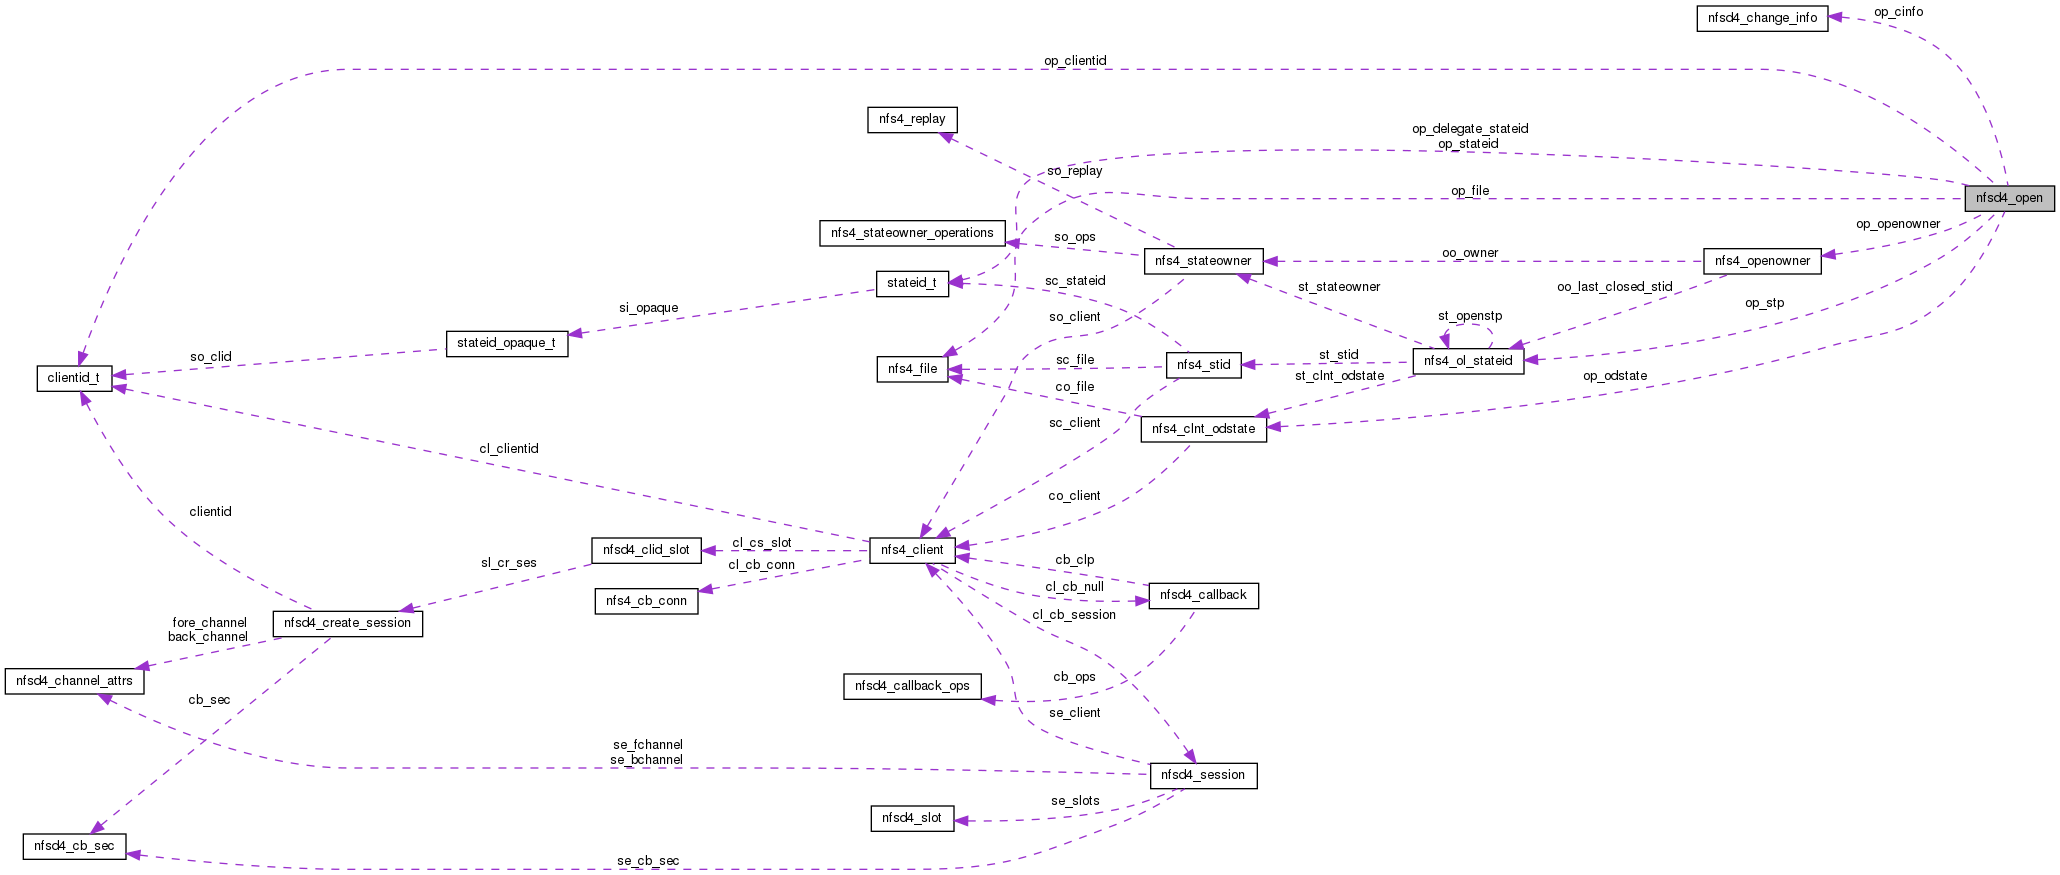 op_cinfo
nfsd4_change_info
op_clientid
nfs4_replay
op_delegate_stateid
op_stateid
so_replay
op_file
nfsd4_open
op_openowner
nfs4_stateowner_operations
so_ops
nfs4_stateowner
oo_owner
nfs4_openowner
stateid_t
sc_stateid
st_stateowner
oo_last_closed_stid
op_stp
si_opaque
so_client
st_openstp
stateid_opaque_t
so_clid
sc_file
st_stid
nfs4_ol_stateid
clientid_t
nfs4_file
nfs4_stid
co_file
st_clnt_odstate
op_odstate
sc_client
nfs4_clnt_odstate
cl_clientid
co_client
clientid
nfsd4_clid_slot
cl_cs_slot
nfs4_client
sl_cr_ses
cl_cb_conn
cb_clp
cl_cb_null
nfsd4_callback
nfs4_cb_conn
cl_cb_session
nfsd4_create_session
fore_channel
back_channel
nfsd4_channel_attrs
nfsd4_callback_ops
cb_ops
cb_sec
se_client
se_fchannel
se_bchannel
nfsd4_session
se_slots
nfsd4_slot
nfsd4_cb_sec
se_cb_sec